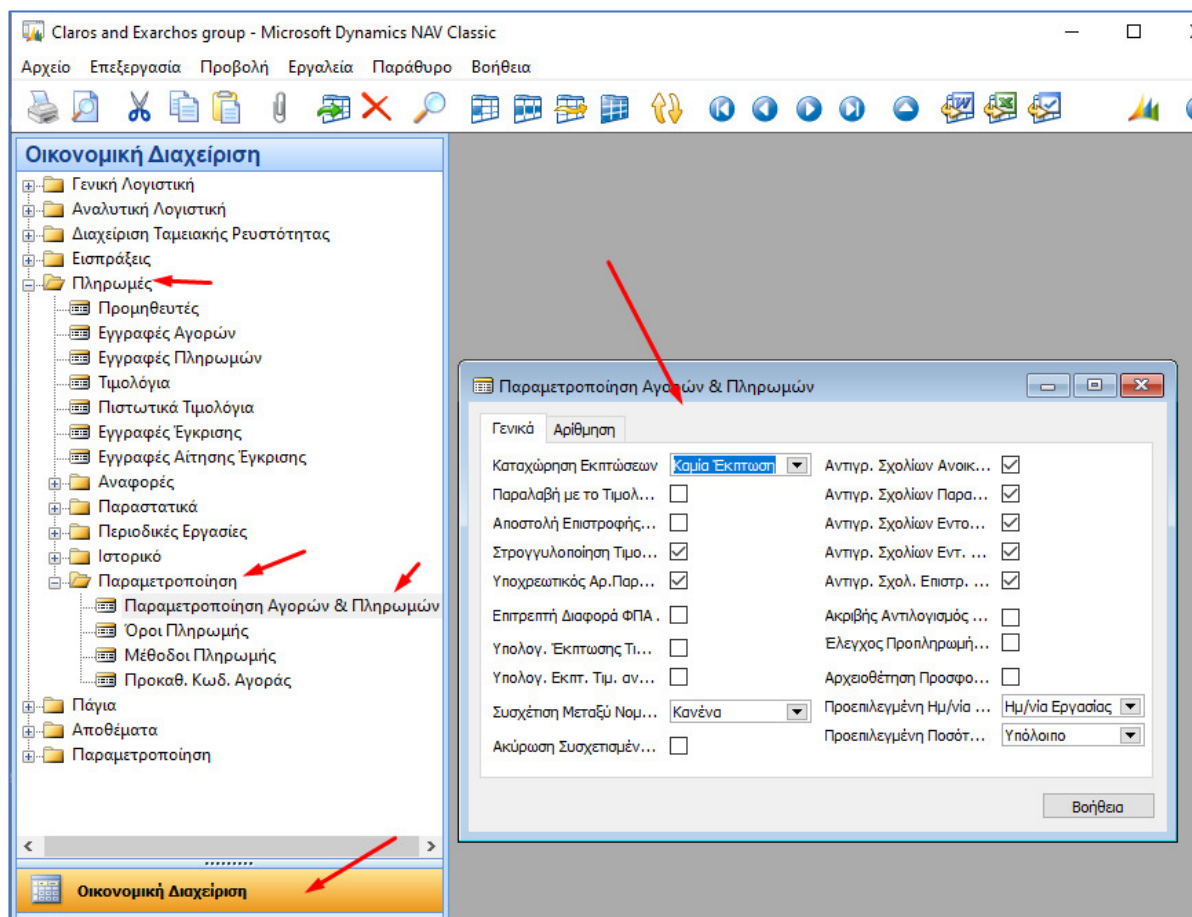 Claros and Exarchos group - Microsoft Dynamics NAV Classic
Αρχείο Επεξεργασία Προβολή Εργαλεία Παράθυρο Βοήθεια
Οικονομική Διαχείριση
Γενική Λογιστική
Αναλυτική Λογιστική
Διαχείριση Ταμειακής Ρευστότητας
Εισπράξεις
Πληρωμές
Προμηθευτές
Εγγραφές Αγορών
Εγγραφές Πληρωμών
Τιμολόγια
Πιστωτικά Τιμολόγια
Εγγραφές Έγκρισης
Εγγραφές Αίτησης Έγκρισης
Αναφορές
Παραστατικά
Περιοδικές Εργασίες
Ιστορικό
Παραμετροποίηση
Παραμετροποίηση Αγορών & Πληρωμών
Όροι Πληρωμής
Μέθοδοι Πληρωμής
Προκαθ. Κωδ. Αγοράς
Πάγια
Αποθέματα
Παραμετροποίηση
Οικονομική Διαχείριση
Παραμετροποίηση Αγορών & Πληρωμών
Γενικά Αρίθμηση
Καταχώρηση Εκπτώσεων Καμία Έκπτωση
Παραλαβή με το Τιμολ...
Αποστολή Επιστροφής...
Στρογγυλοποίηση Τιμο...
Υποχρεωτικός Αρ.Παρ...
Επιτρεπτή Διαφορά ΦΠΑ .
Υπολογ. Έκπτωσης Τι...
Υπολογ. Εκπτ. Τιμ. αν...
Συσχέτιση Μεταξύ Νομ... Κανένα
Ακύρωση Συσχετισμέν...
Αντιγρ. Σχολίων Ανοικ...
Αντιγρ. Σχολίων Παρα...
Αντιγρ. Σχολίων Εντο...
Αντιγρ. Σχολίων Εντ. ...
Αντιγρ. Σχολ. Επιστρ. ...
Ακριβής Αντιλογισμός ...
Έλεγχος Προπληρωμή...
Αρχειοθέτηση Προσφο...
Προεπιλεγμένη Ημ/νία ... Ημ/νία Εργασίας
Προεπιλεγμένη Ποσότ... Υπόλοιπο
Βοήθεια